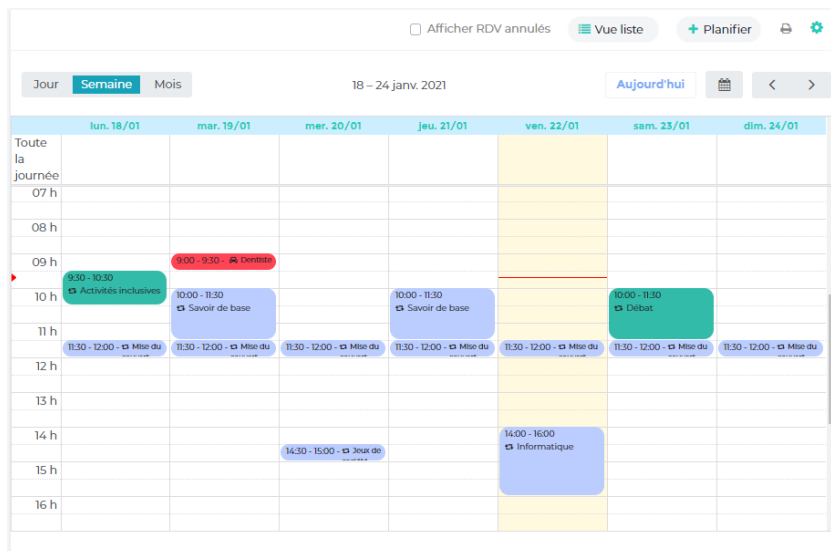 Afficher RDV annulés Vue liste + Planifier
Jour Semaine Mois 18 – 24 janv. 2021 Aujourd'hui
lun. 18/01 mar. 19/01 mer. 20/01 jeu. 21/01 ven. 22/01 sam. 23/01 dim. 24/01
Toute
la
journée
07 h
08 h
09 h
9:00 - 9:30 - Dentiste
9:30 - 10:30
Activités inclusives
10 h
10:00 - 11:30
Savoir de base
10:00 - 11:30
Savoir de base
10:00 - 11:30
Débat
11 h
11:30 - 12:00 - Mise du
11:30 - 12:00 - Mise du
11:30 - 12:00 - Mise du
11:30 - 12:00 - Mise du
11:30 - 12:00 - Mise du
11:30 - 12:00 - Mise du
11:30 - 12:00 - Mise du
12 h
13 h
14 h
14:00 - 16:00
Informatique
14:30 - 15:00 - Jeux de
15 h
16 h